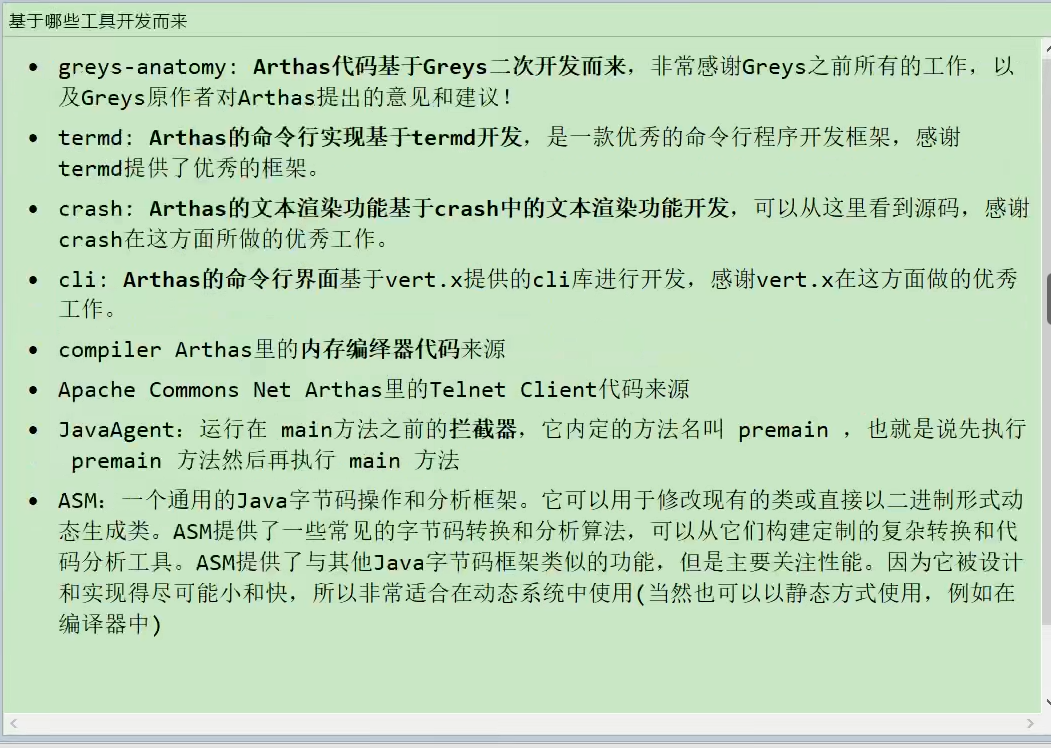 基于哪些工具开发而来
• greys-anatomy: Arthas代码基于Greys二次开发而来，非常感谢Greys之前所有的工作，以
及Greys原作者对Arthas提出的意见和建议！
• termd: Arthas的命令行实现基于termd开发，是一款优秀的命令行程序开发框架，感谢
termd提供了优秀的框架。
• crash: Arthas的文本渲染功能基于crash中的文本渲染功能开发，可以从这里看到源码，感谢
crash在这方面所做的优秀工作。
• cli: Arthas的命令行界面基于vert.x提供的cli库进行开发，感谢vert.x在这方面做的优秀
工作。
• compiler Arthas里的内存编绎器代码来源
• Apache Commons Net Arthas里的Telnet Client代码来源
• JavaAgent：运行在 main方法之前的拦截器，它内定的方法名叫 premain ，也就是说先执行
premain 方法然后再执行 main 方法
• ASM：一个通用的Java字节码操作和分析框架。它可以用于修改现有的类或直接以二进制形式动
态生成类。ASM提供了一些常见的字节码转换和分析算法，可以从它们构建定制的复杂转换和代
码分析工具。ASM提供了与其他Java字节码框架类似的功能，但是主要关注性能。因为它被设计
和实现得尽可能小和快，所以非常适合在动态系统中使用(当然也可以以静态方式使用，例如在
编译器中)